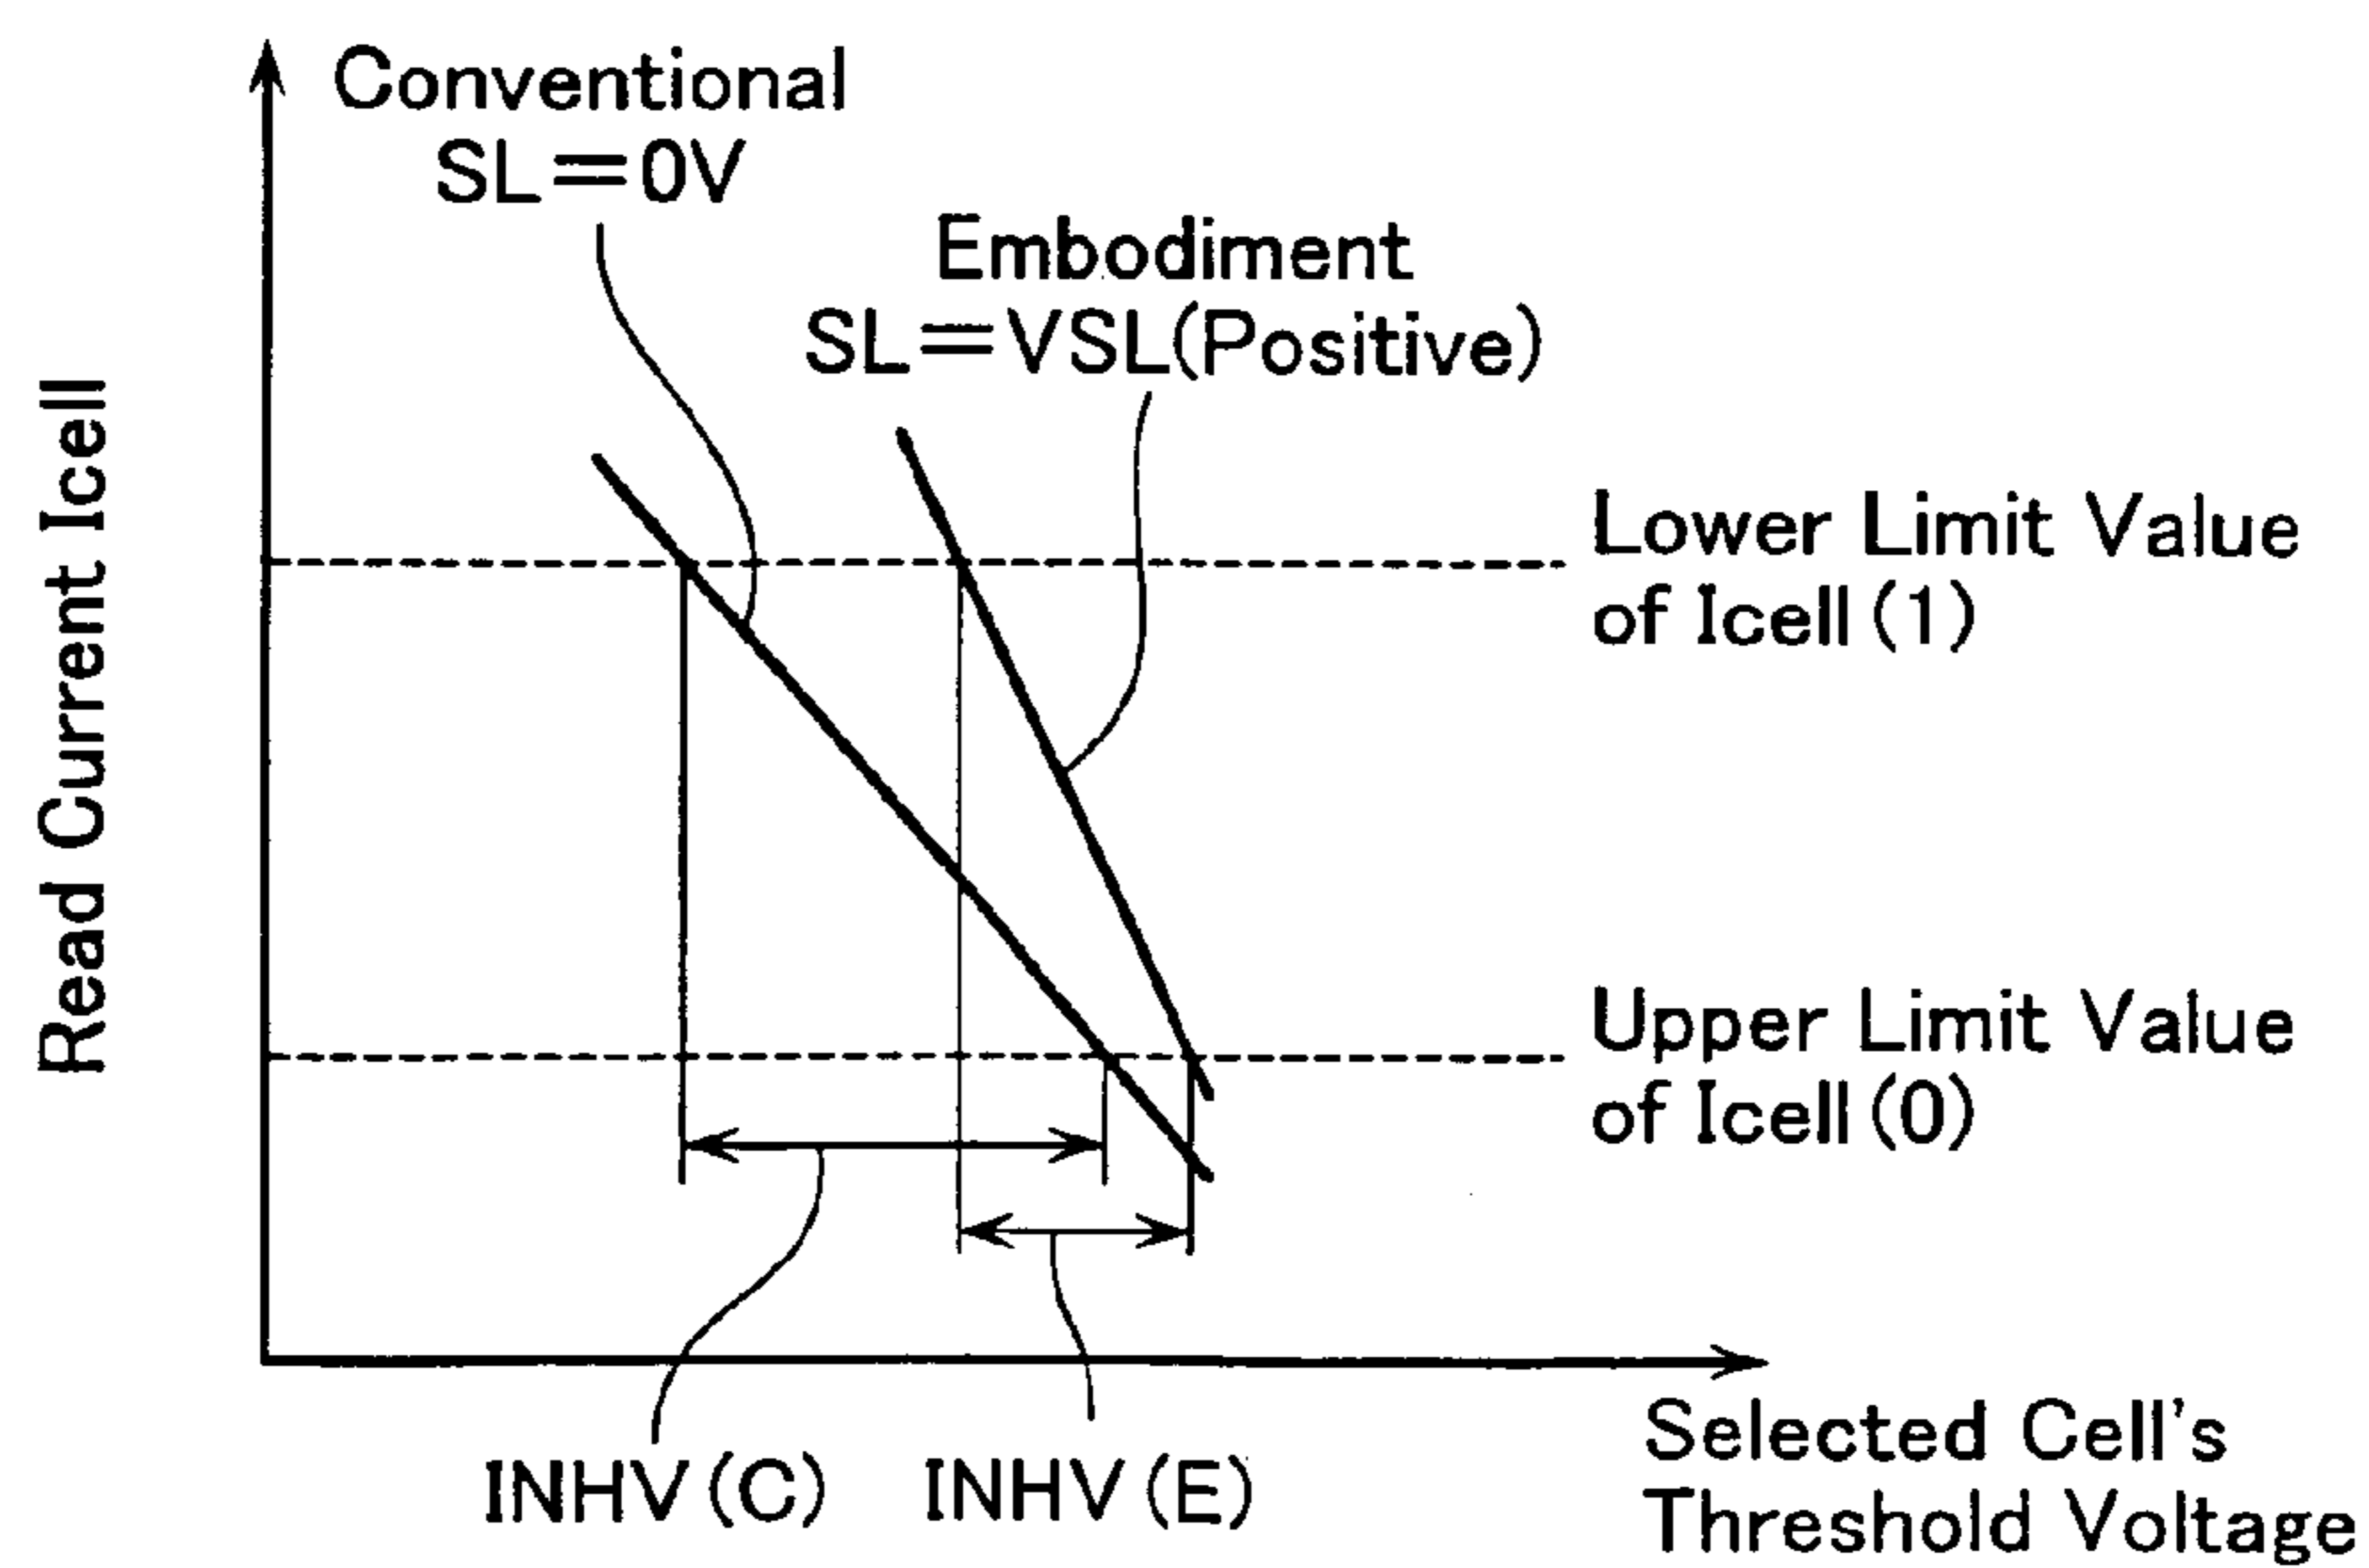 Conventional
SL=0V
Embodiment
SL=VSL(Positive)
Read Current Icell
Lower Limit Value
of Icell(1)
Upper Limit Value
of Icell(0)
INHV(C)
INHV(E)
Selected Cell's
Threshold Voltage